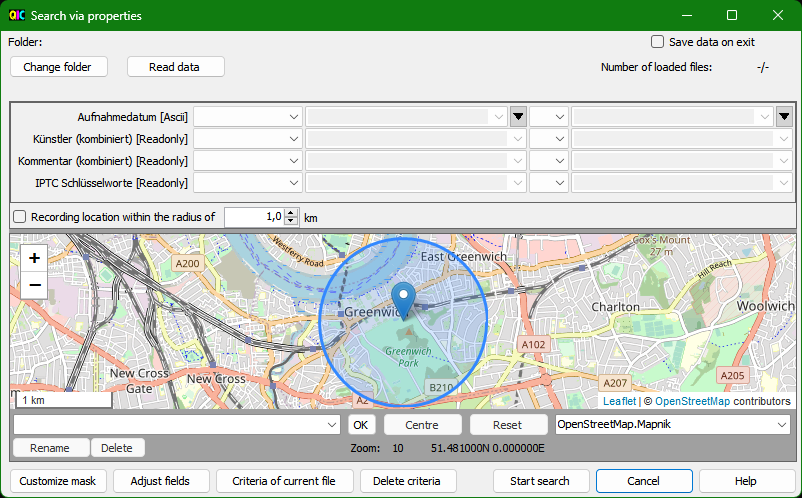 QIC Search via properties
Folder:
Save data on exit
Change folder Read data Number of loaded files: -/-
Aufnahmedatum [Ascii]
Künstler (kombiniert) [Readonly]
Kommentar (kombiniert) [Readonly]
IPTC Schlüsselworte [Readonly]
Recording location within the radius of 1,0 km
+
−
A200
Westferry Road
East Greenwich
Cox's Mount
27 m
Hill Reach
Greenwich
Charlton
Woolwich
Greenwich
Park
A102
New Cross
Gate
New Cross
B210
A207
A205
A2
1 km
Leaflet | © OpenStreetMap contributors
OK Centre Reset OpenStreetMap.Mapnik
Rename Delete Zoom: 10 51.481000N 0.000000E
Customize mask Adjust fields Criteria of current file Delete criteria Start search Cancel Help